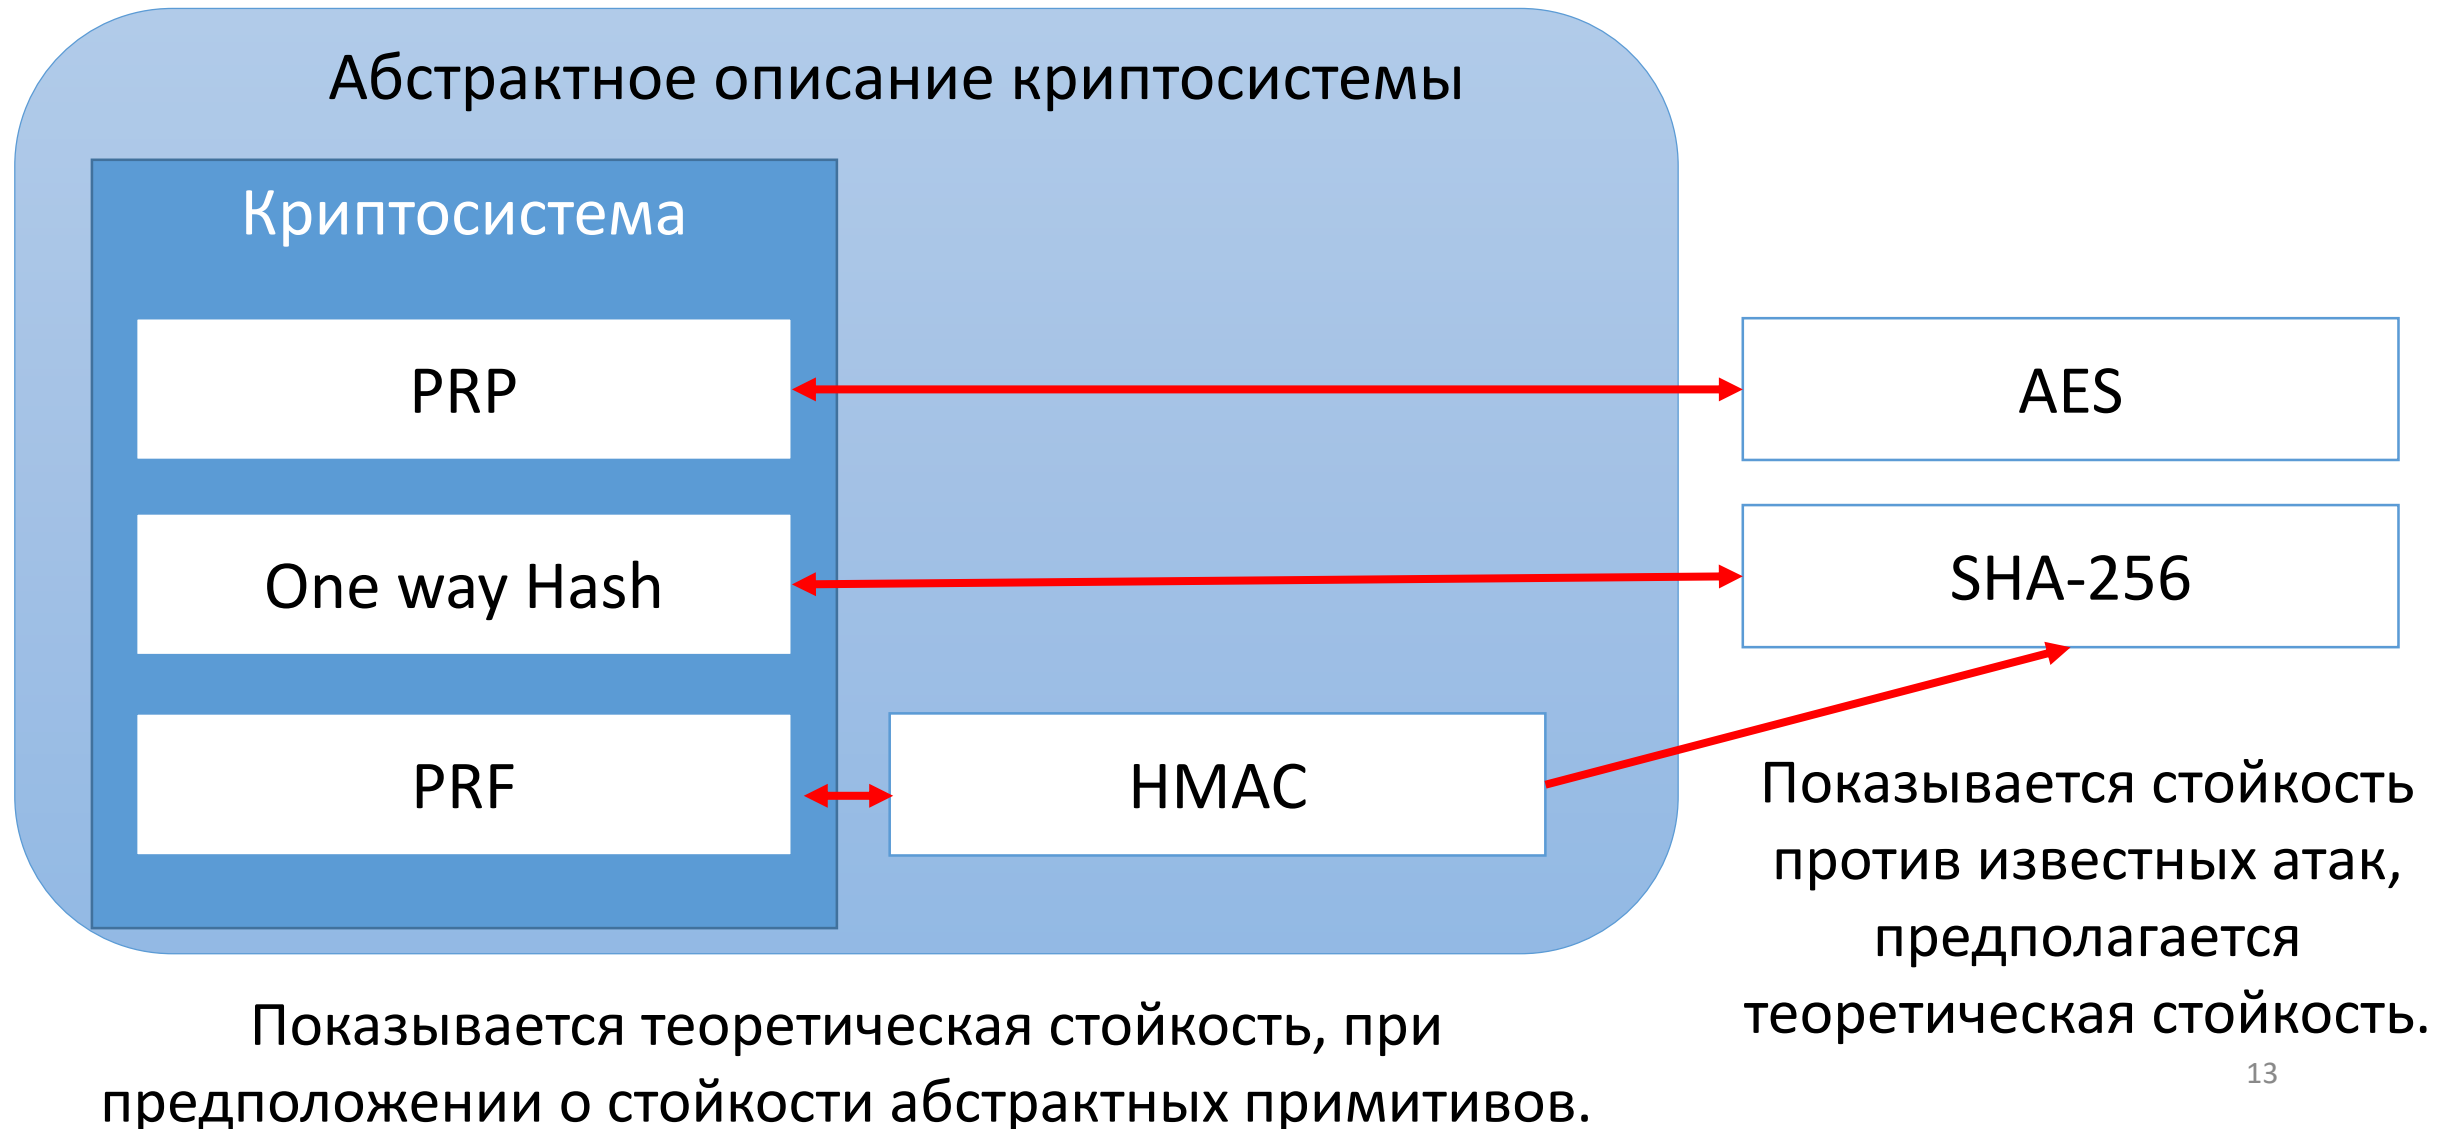 Абстрактное описание криптосистемы
Криптосистема
PRP
AES
One way Hash
SHA-256
PRF
HMAC
Показывается стойкость
против известных атак,
предполагается
теоретическая стойкость.
Показывается теоретическая стойкость, при
предположении о стойкости абстрактных примитивов.
13